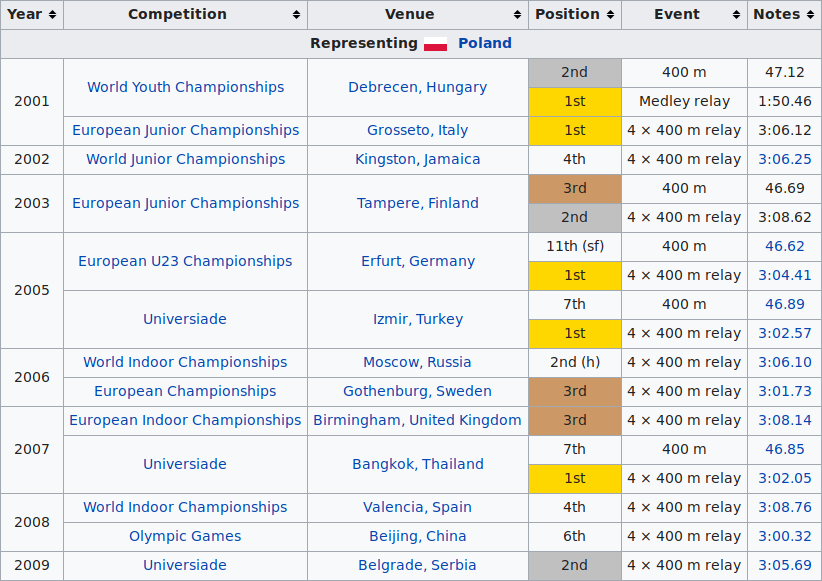 Year Competition Venue Position Event Notes
Representing Poland
2001 World Youth Championships Debrecen, Hungary 2nd 400 m 47.12
1st Medley relay 1:50.46
European Junior Championships Grosseto, Italy 1st 4 × 400 m relay 3:06.12
2002 World Junior Championships Kingston, Jamaica 4th 4 × 400 m relay 3:06.25
2003 European Junior Championships Tampere, Finland 3rd 400 m 46.69
2nd 4 × 400 m relay 3:08.62
2005 European U23 Championships Erfurt, Germany 11th (sf) 400 m 46.62
1st 4 × 400 m relay 3:04.41
Universiade Izmir, Turkey 7th 400 m 46.89
1st 4 × 400 m relay 3:02.57
2006 World Indoor Championships Moscow, Russia 2nd (h) 4 × 400 m relay 3:06.10
European Championships Gothenburg, Sweden 3rd 4 × 400 m relay 3:01.73
2007 European Indoor Championships Birmingham, United Kingdom 3rd 4 × 400 m relay 3:08.14
Universiade Bangkok, Thailand 7th 400 m 46.85
1st 4 × 400 m relay 3:02.05
2008 World Indoor Championships Valencia, Spain 4th 4 × 400 m relay 3:08.76
Olympic Games Beijing, China 6th 4 × 400 m relay 3:00.32
2009 Universiade Belgrade, Serbia 2nd 4 × 400 m relay 3:05.69